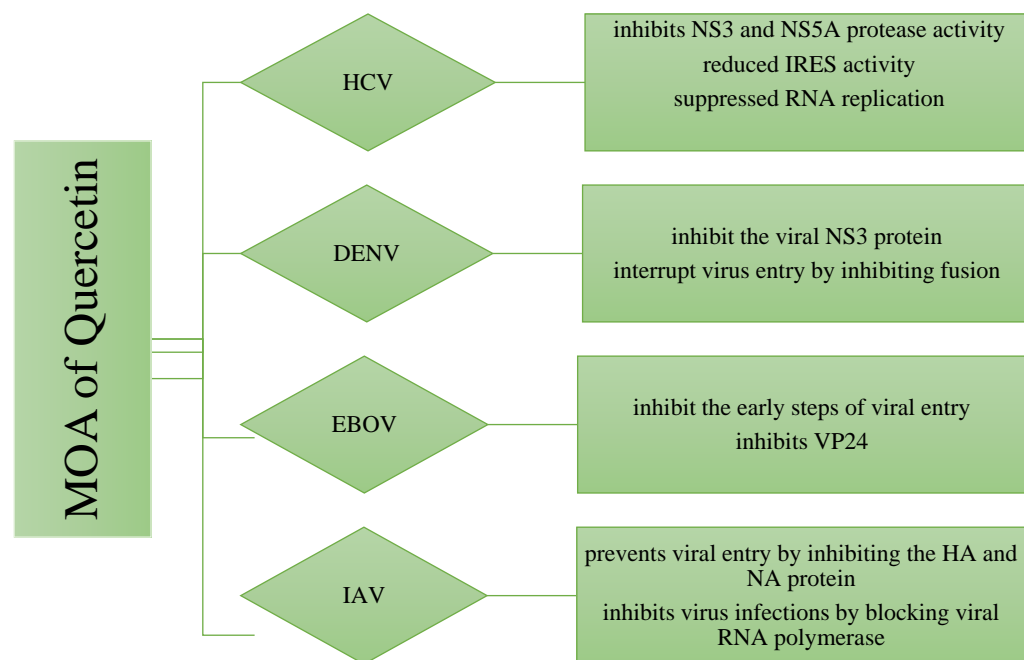 MOA of Quercetin
HCV
inhibits NS3 and NS5A protease activity
reduced IRES activity
suppressed RNA replication
DENV
inhibit the viral NS3 protein
interrupt virus entry by inhibiting fusion
EBOV
inhibit the early steps of viral entry
inhibits VP24
IAV
prevents viral entry by inhibiting the HA and
NA protein
inhibits virus infections by blocking viral
RNA polymerase